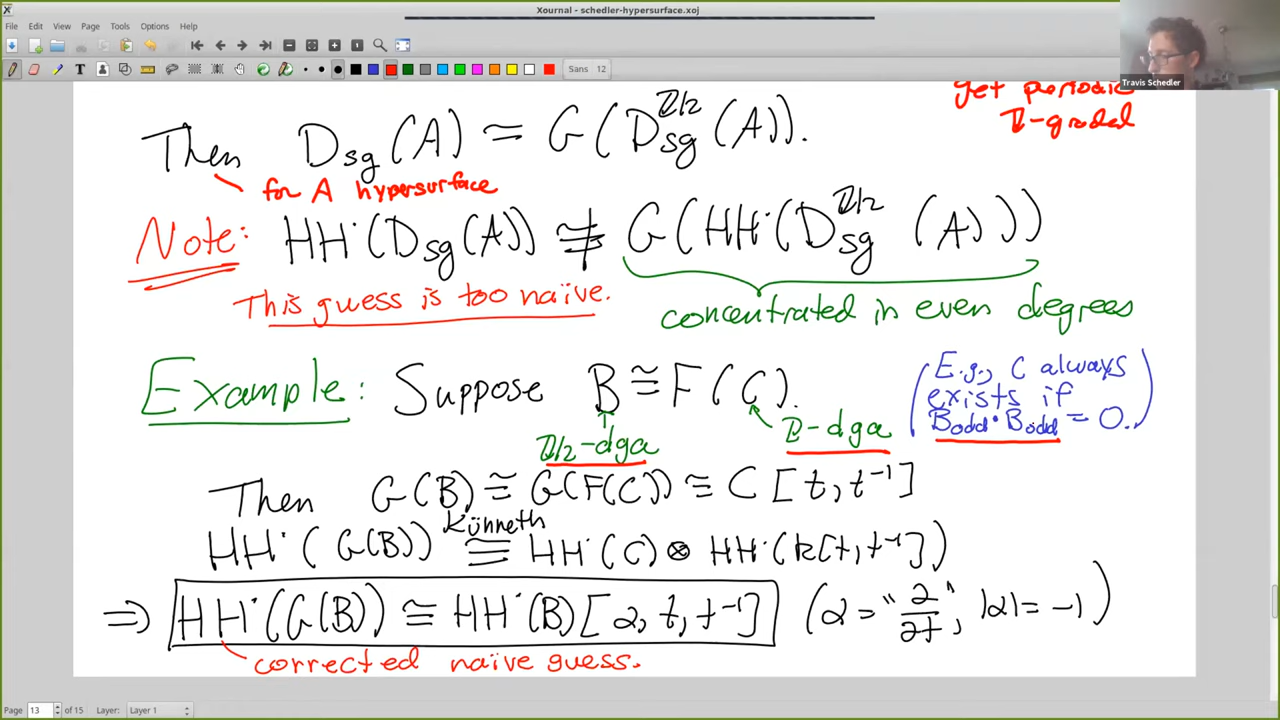 Xournal - schedler-hypersurface.xoj
File Edit View Page Tools Options Help
Sans 12
Travis Schedler
get periodic
ℤ-graded
Then D_sg(A) ≃ G(D_sg^{ℤ/2}(A)).
for A hypersurface
Note: HH·(D_sg(A)) ≇ G(HH·(D_sg^{ℤ/2}(A)))
This guess is too naïve.
concentrated in even degrees
Example: Suppose B ≅ F(C).
(E.g., C always
exists if
B_odd · B_odd = 0.)
ℤ/2-dga
ℤ-dga
Then G(B) ≅ G(F(C)) ≅ C[t, t⁻¹]
HH·(G(B)) ≅ HH·(C) ⊗ HH·(k[t, t⁻¹])
Künneth
⇒ HH·(G(B)) ≅ HH·(B)[α, t, t⁻¹] (α = "∂/∂t", |α| = -1)
corrected naïve guess.
Page 13 of 15 Layer: Layer 1